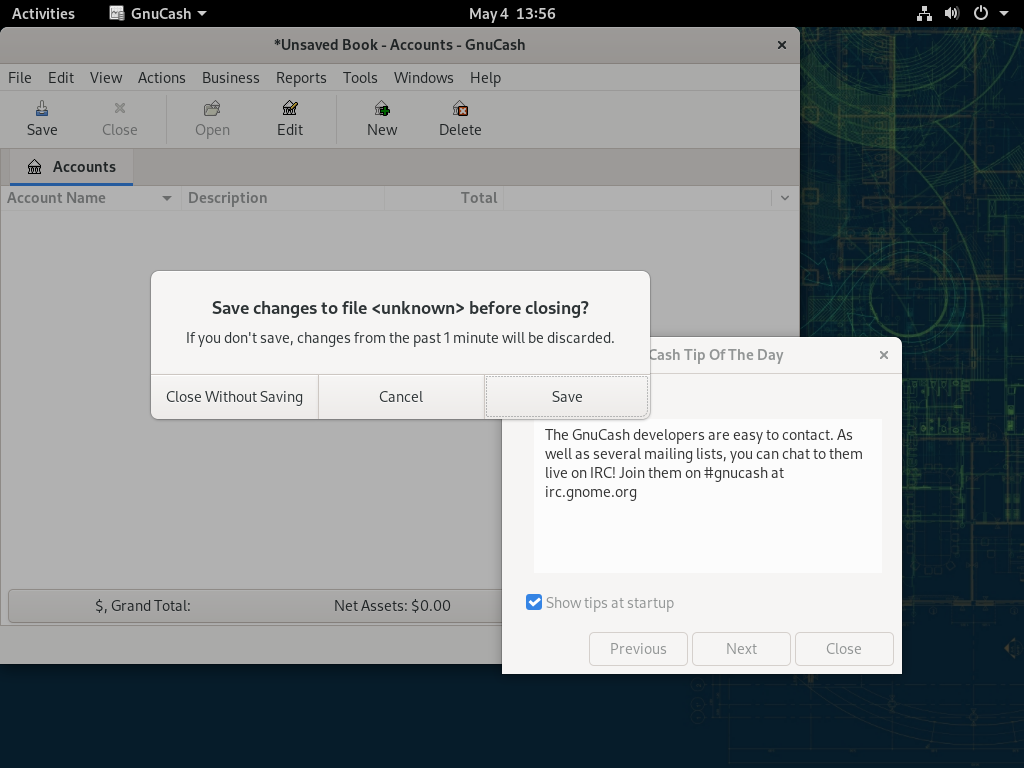 Activities
GnuCash
May 4 13:56
*Unsaved Book - Accounts - GnuCash
File Edit View Actions Business Reports Tools Windows Help
Save Close Open Edit New Delete
Accounts
Account Name Description Total
Save changes to file <unknown> before closing?
If you don't save, changes from the past 1 minute will be discarded.
Close Without Saving Cancel Save
Cash Tip Of The Day
The GnuCash developers are easy to contact. As
well as several mailing lists, you can chat to them
live on IRC! Join them on #gnucash at
irc.gnome.org
Show tips at startup
Previous Next Close
$, Grand Total: Net Assets: $0.00